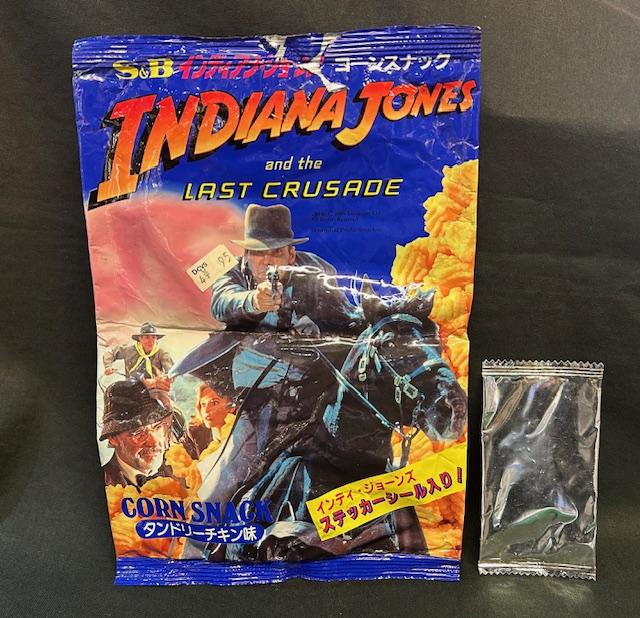 S&B インディアナ・ジョーンズ コーンスナック
INDIANA JONES
and the
LAST CRUSADE
インディ・ジョーンズ
ステッカーシール入り!
CORN SNACK
タンドリーチキン味